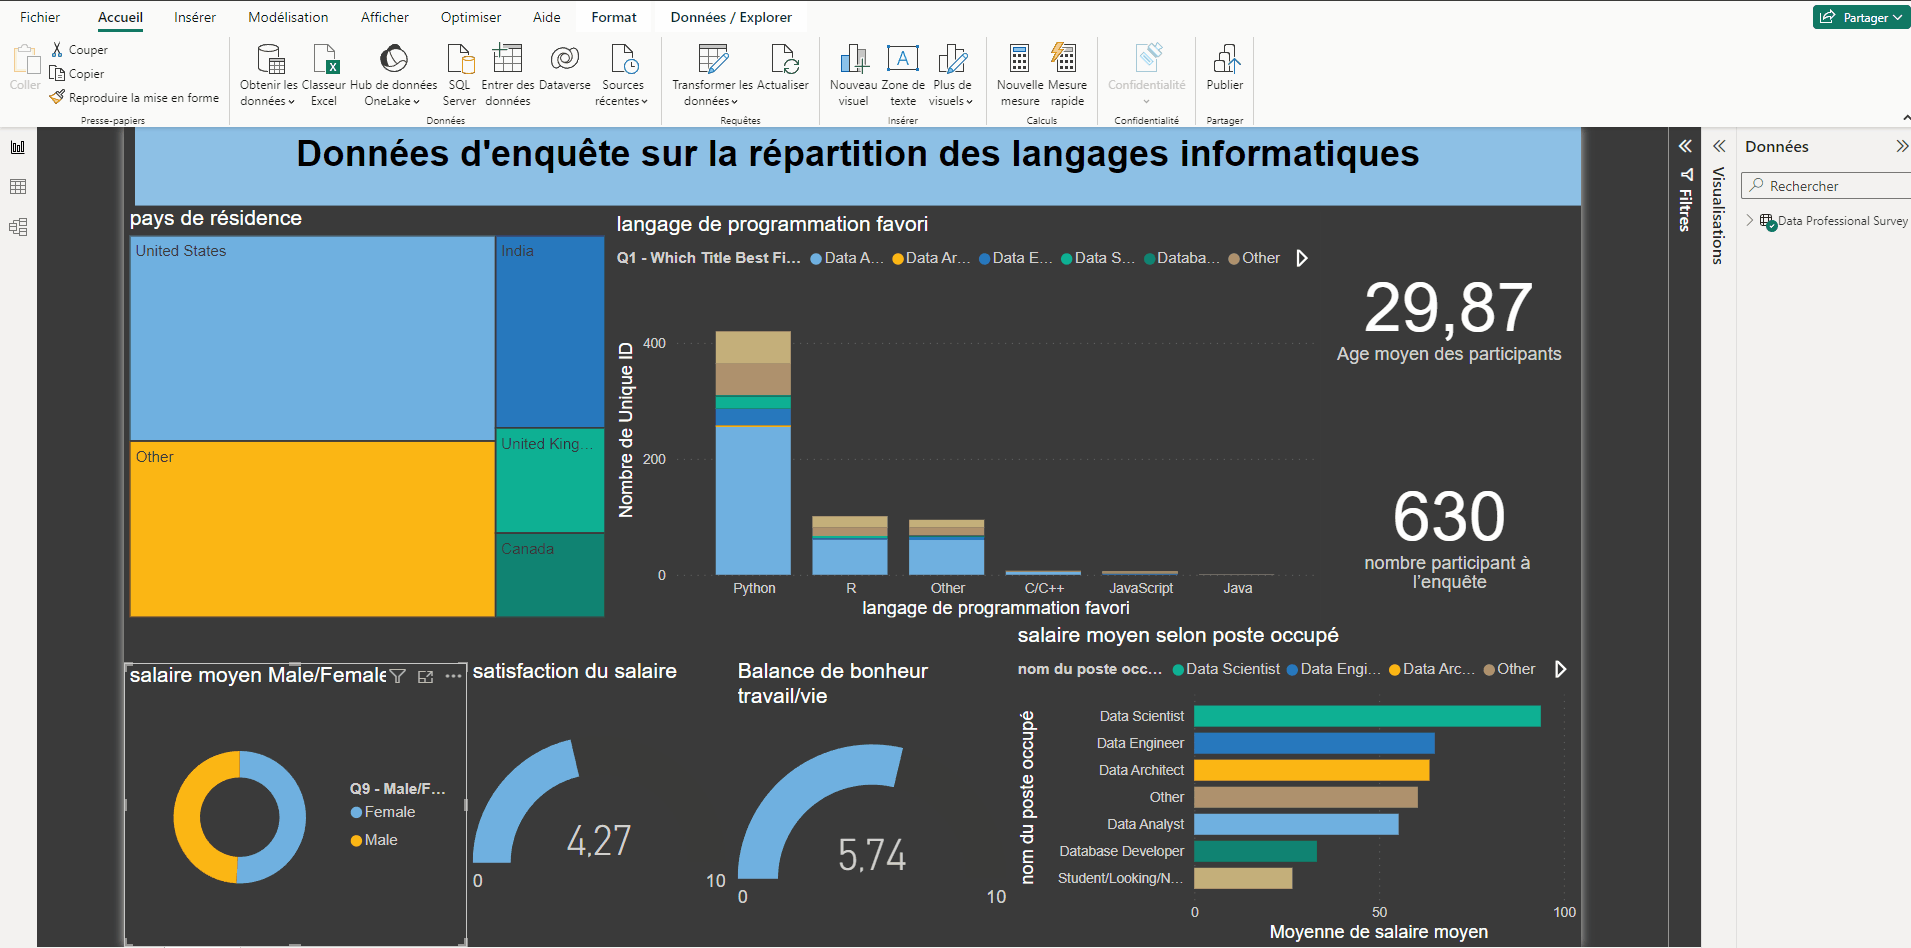 Fichier Accueil Insérer Modélisation Afficher Optimiser Aide Format Données / Explorer Partager
Coller
Couper
Copier
Reproduire la mise en forme
Presse-papiers
Obtenir les données
Classeur Excel
Hub de données OneLake
SQL Server
Entrer des données
Dataverse
Sources récentes
Données
Transformer les données
Actualiser
Requêtes
Nouveau visuel
Zone de texte
Plus de visuels
Insérer
Nouvelle mesure
Mesure rapide
Calculs
Confidentialité
Confidentialité
Publier
Partager
Données d'enquête sur la répartition des langages informatiques
pays de résidence
United States
India
Other
United King...
Canada
langage de programmation favori
Q1 - Which Title Best Fi... Data A... Data Ar... Data E... Data S... Databa... Other
Nombre de Unique ID
400
200
0
Python R Other C/C++ JavaScript Java
langage de programmation favori
29,87
Age moyen des participants
630
nombre participant à
l'enquête
salaire moyen Male/Female
Q9 - Male/F...
Female
Male
satisfaction du salaire
4,27
0 10
Balance de bonheur
travail/vie
5,74
0 10
salaire moyen selon poste occupé
nom du poste occ... Data Scientist Data Engi... Data Arc... Other
nom du poste occupé
Data Scientist
Data Engineer
Data Architect
Other
Data Analyst
Database Developer
Student/Looking/N...
0 50 100
Moyenne de salaire moyen
Filtres
Visualisations
Données
Rechercher
Data Professional Survey